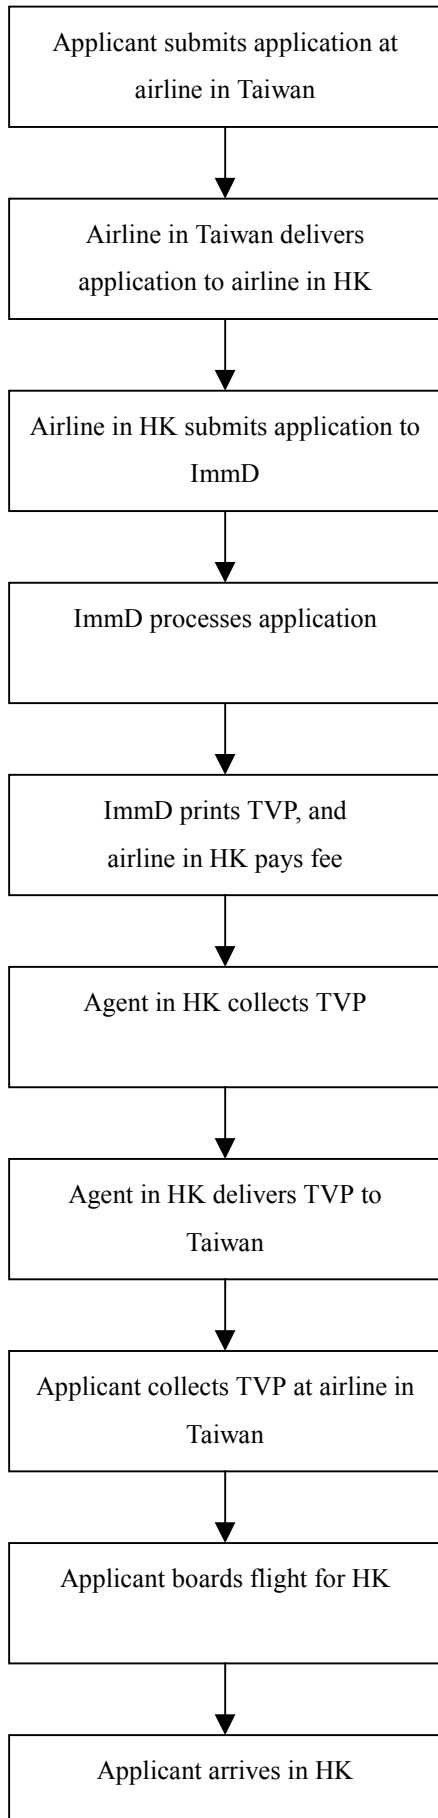 Applicant submits application at
airline in Taiwan
Airline in Taiwan delivers
application to airline in HK
Airline in HK submits application to
ImmD
ImmD processes application
ImmD prints TVP, and
airline in HK pays fee
Agent in HK collects TVP
Agent in HK delivers TVP to
Taiwan
Applicant collects TVP at airline in
Taiwan
Applicant boards flight for HK
Applicant arrives in HK